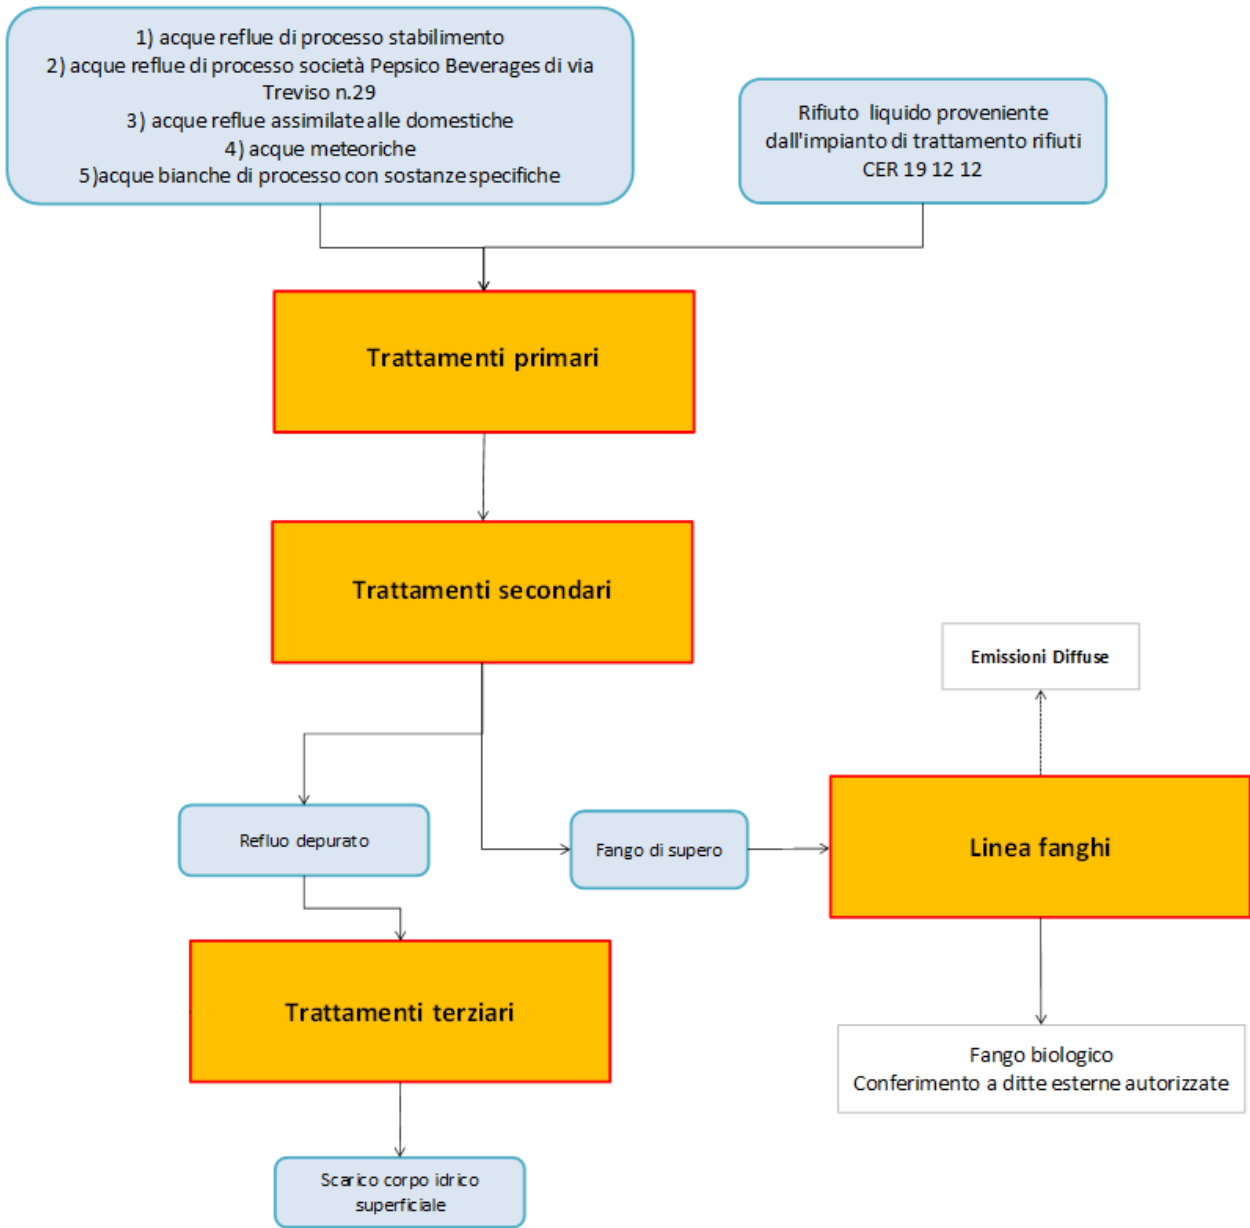 1) acque reflue di processo stabilimento
2) acque reflue di processo società Pepsico Beverages di via
Treviso n.29
3) acque reflue assimilate alle domestiche
4) acque meteoriche
5)acque bianche di processo con sostanze specifiche
Rifiuto liquido proveniente
dall'impianto di trattamento rifiuti
CER 19 12 12
Trattamenti primari
Trattamenti secondari
Emissioni Diffuse
Refluo depurato
Fango di supero
Linea fanghi
Trattamenti terziari
Fango biologico
Conferimento a ditte esterne autorizzate
Scarico corpo idrico
superficiale